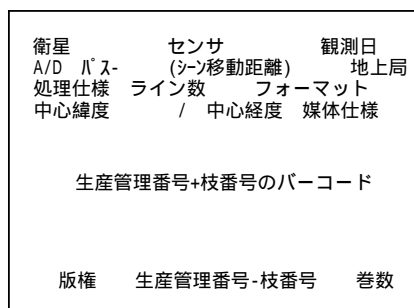 衛星 センサ 観測日
A/D パス- (シーン移動距離) 地上局
処理仕様 ライン数 フォーマット
中心緯度 / 中心経度 媒体仕様
生産管理番号+枝番号のバーコード
版権 生産管理番号-枝番号 巻数